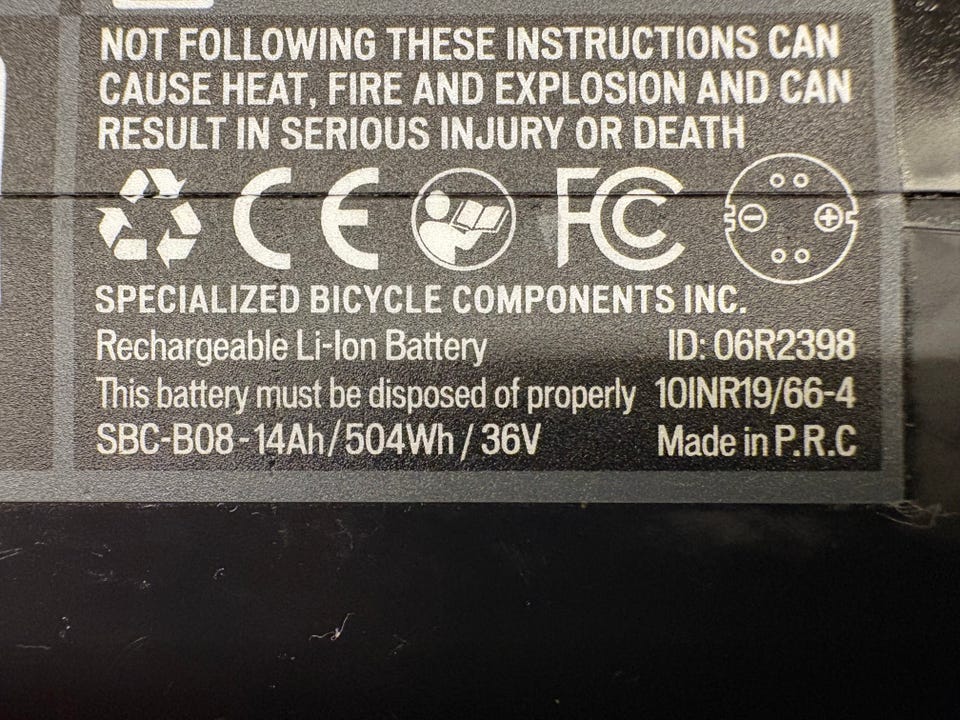 NOT FOLLOWING THESE INSTRUCTIONS CAN
CAUSE HEAT, FIRE AND EXPLOSION AND CAN
RESULT IN SERIOUS INJURY OR DEATH
CE FC
SPECIALIZED BICYCLE COMPONENTS INC.
Rechargeable Li-Ion Battery ID: 06R2398
This battery must be disposed of properly 10INR19/66-4
SBC-B08 - 14Ah / 504Wh / 36V Made in P.R.C